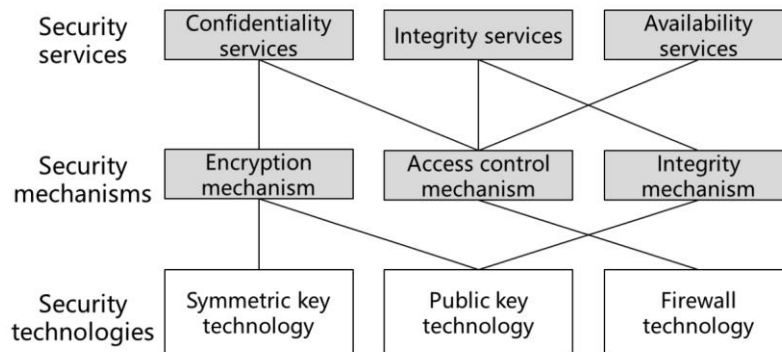 Security
services
Confidentiality
services
Integrity services
Availability
services
Security
mechanisms
Encryption
mechanism
Access control
mechanism
Integrity
mechanism
Security
technologies
Symmetric key
technology
Public key
technology
Firewall
technology